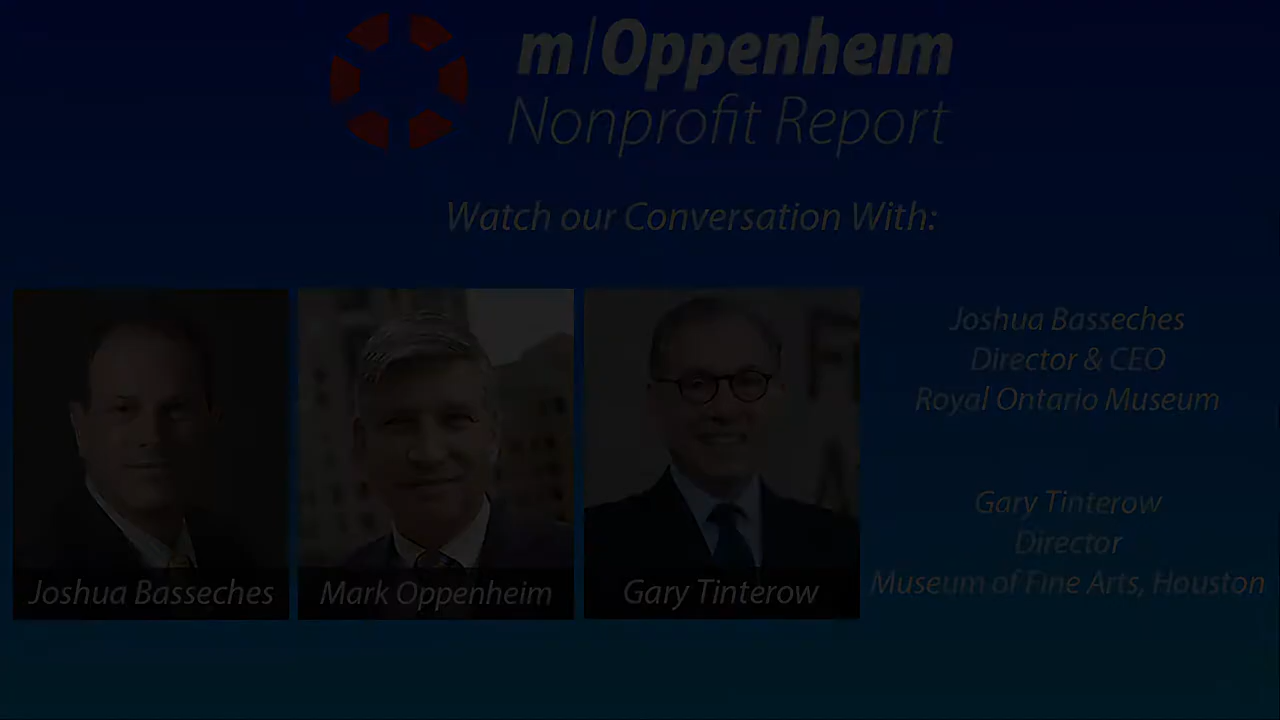 m|Oppenheim
Nonprofit Report
Watch our Conversation With:
Joshua Basseches
Director & CEO
Royal Ontario Museum
Gary Tinterow
Director
Museum of Fine Arts, Houston
Joshua Basseches
Mark Oppenheim
Gary Tinterow